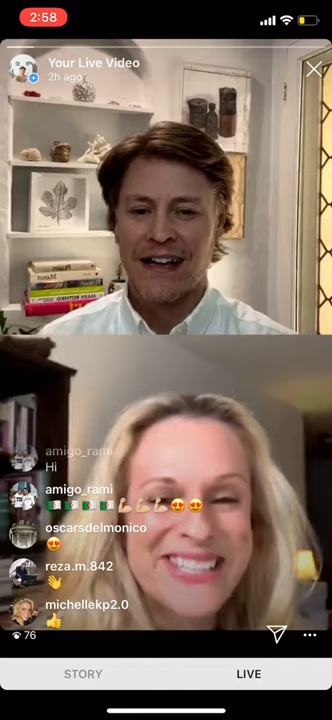 2:58
Your Live Video
2h ago
amigo_rami
Hi
amigo_rami
🇩🇿🇩🇿🇩🇿🇩🇿💪🏼💪🏼💪🏼😍😍
oscarsdelmonico
😍
reza.m.842
👋
michellekp2.0
👍
76
STORY LIVE